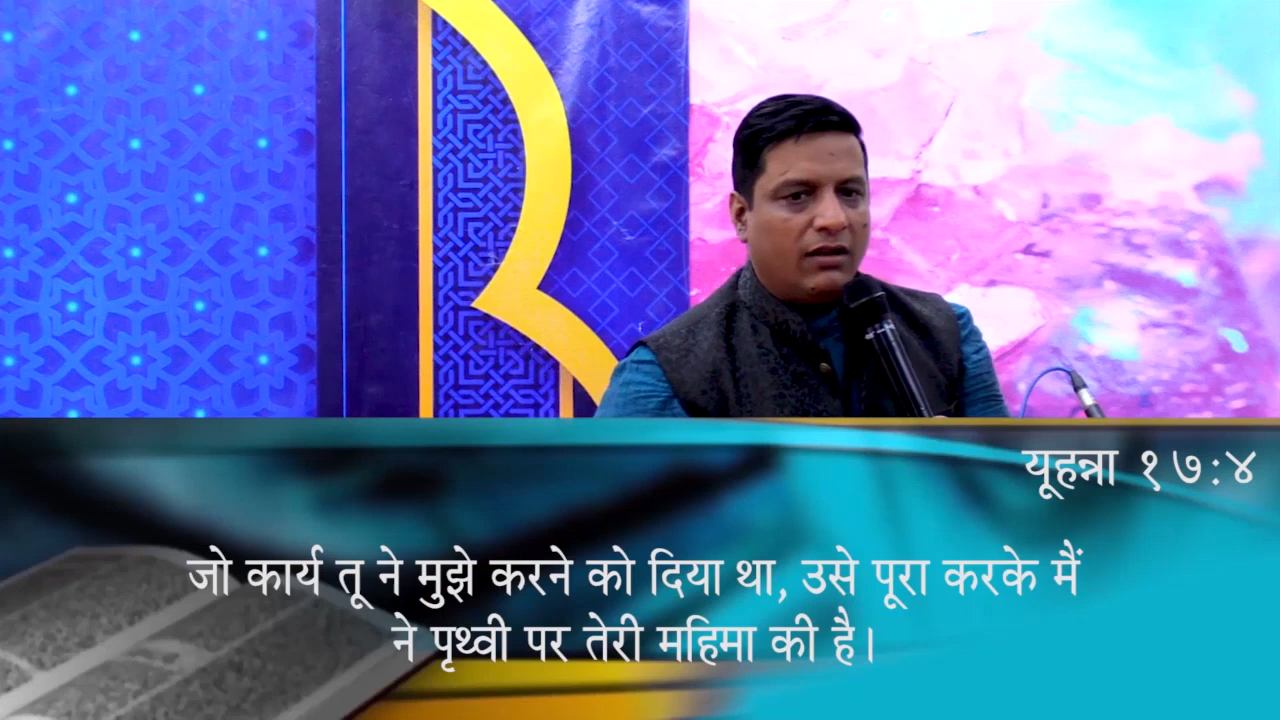 यूहन्ना १७:४
जो कार्य तू ने मुझे करने को दिया था, उसे पूरा करके मैं
ने पृथ्वी पर तेरी महिमा की है।